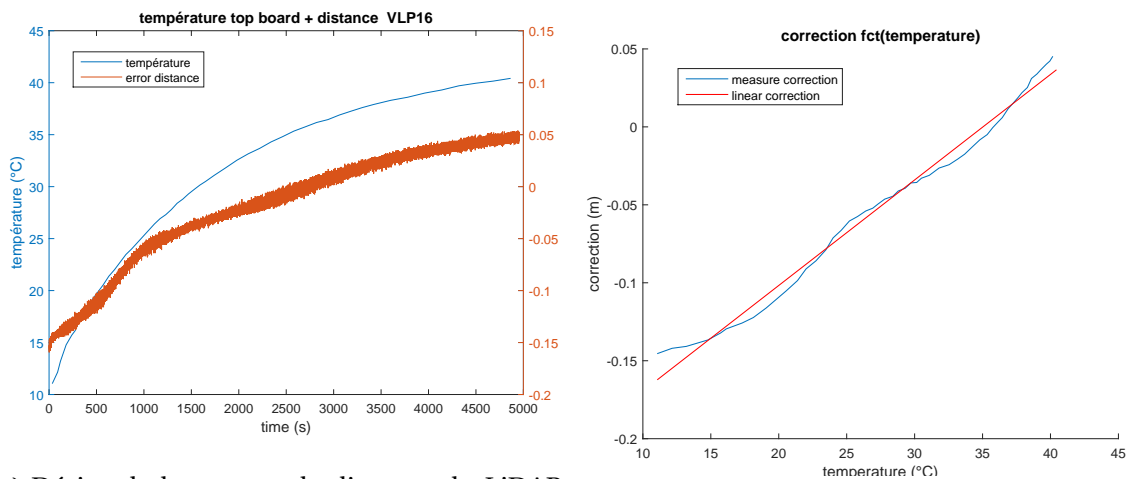 température top board + distance VLP16
température
error distance
température (°C)
45
40
35
30
25
20
15
10
0.15
0.1
0.05
0
-0.05
-0.1
-0.15
-0.2
0 500 1000 1500 2000 2500 3000 3500 4000 4500 5000
time (s)
correction fct(temperature)
measure correction
linear correction
correction (m)
0.05
0
-0.05
-0.1
-0.15
-0.2
10 15 20 25 30 35 40 45
temperature (°C)